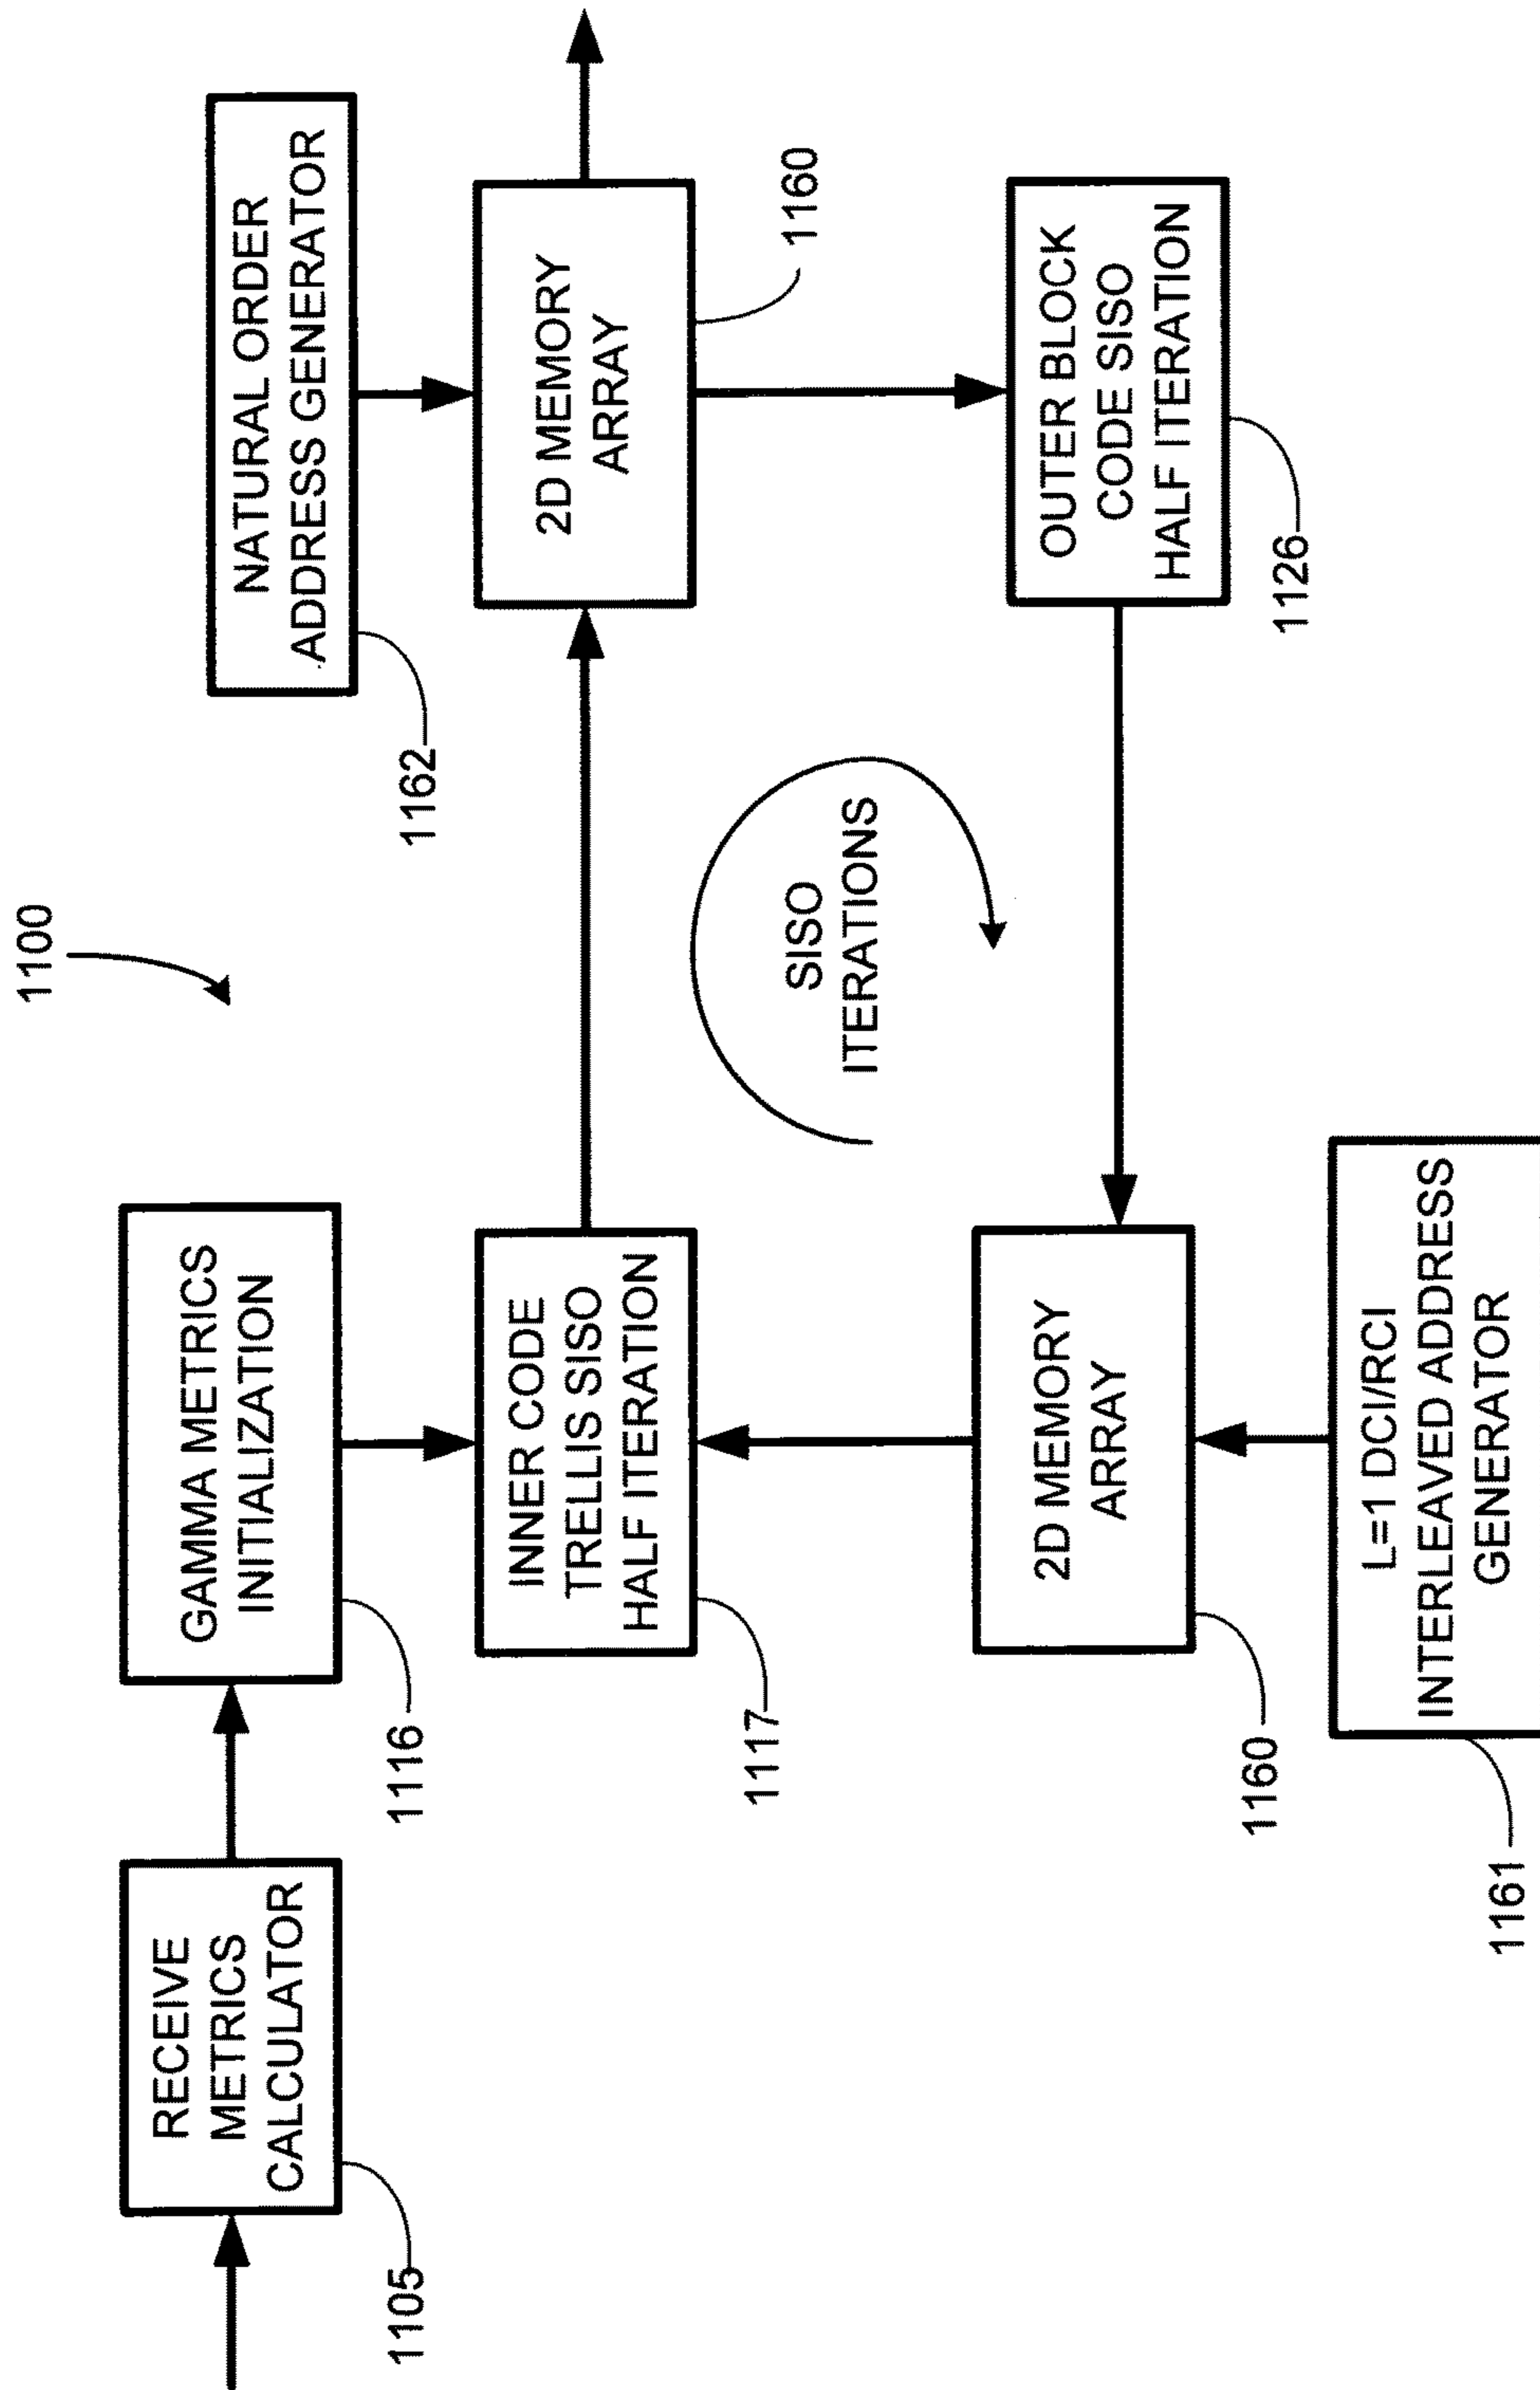 1100
RECEIVE
METRICS
CALCULATOR
1105
GAMMA METRICS
INITIALIZATION
1116
NATURAL ORDER
ADDRESS GENERATOR
1162
INNER CODE
TRELLIS SISO
HALF ITERATION
1117
2D MEMORY
ARRAY
1160
SISO
ITERATIONS
2D MEMORY
ARRAY
1160
OUTER BLOCK
CODE SISO
HALF ITERATION
1126
L=1 DCI/RCI
INTERLEAVED ADDRESS
GENERATOR
1161